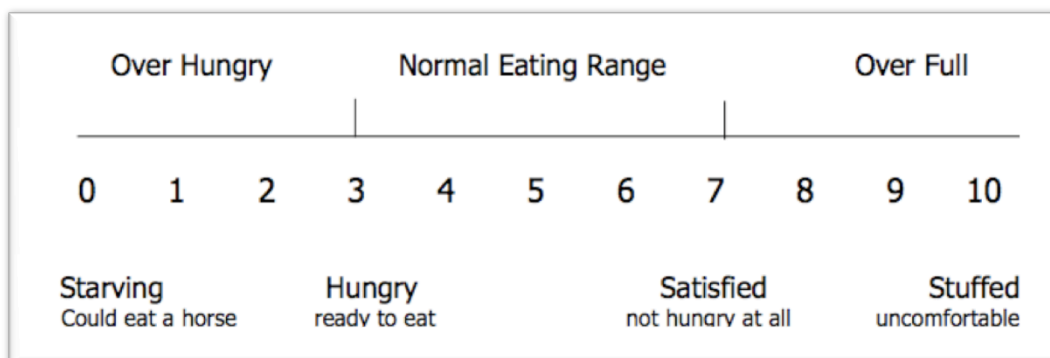 Over Hungry Normal Eating Range Over Full
0 1 2 3 4 5 6 7 8 9 10
Starving Hungry Satisfied Stuffed
Could eat a horse ready to eat not hungry at all uncomfortable